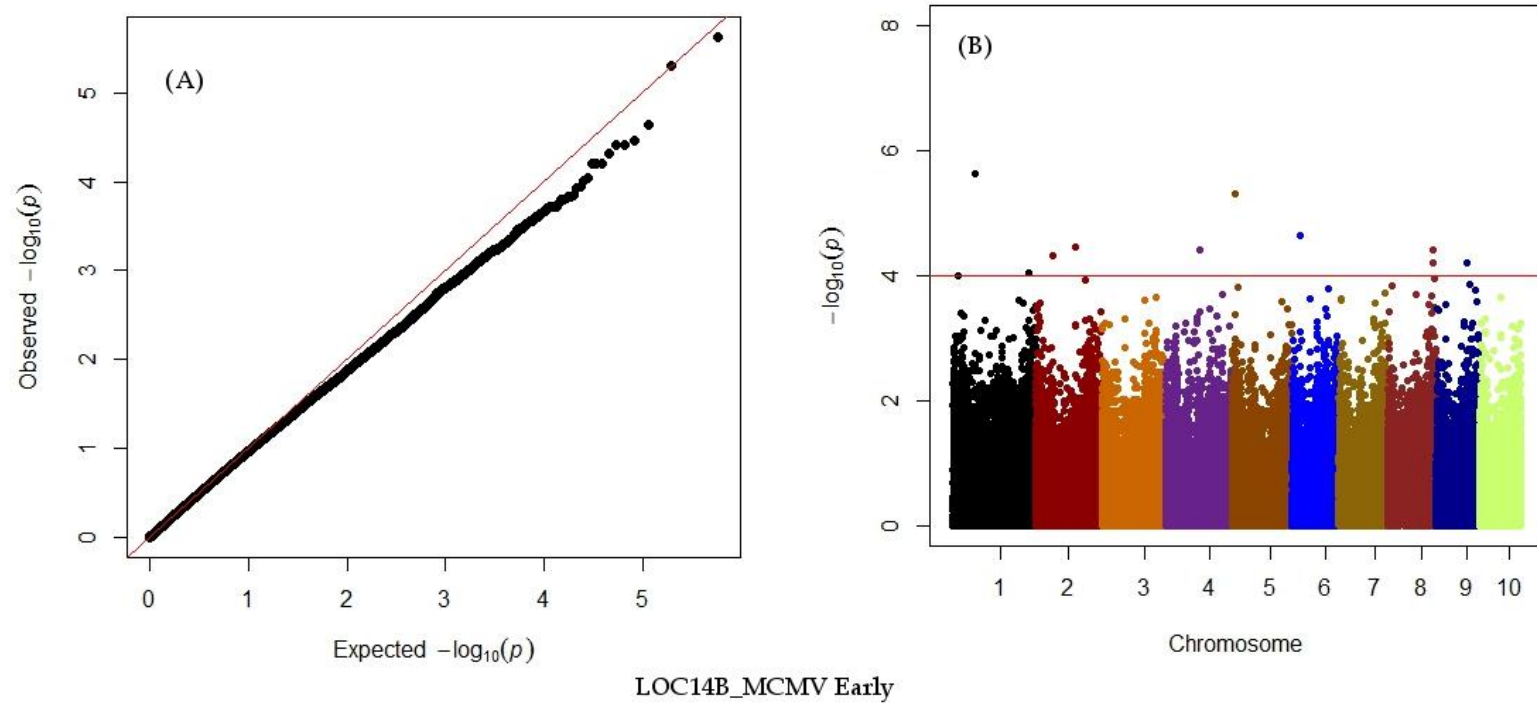 (A)
Observed −log₁₀(p)
0 1 2 3 4 5
0 1 2 3 4 5
Expected −log₁₀(p)
(B)
−log₁₀(p)
0 2 4 6 8
1 2 3 4 5 6 7 8 9 10
Chromosome
LOC14B_MCMV Early